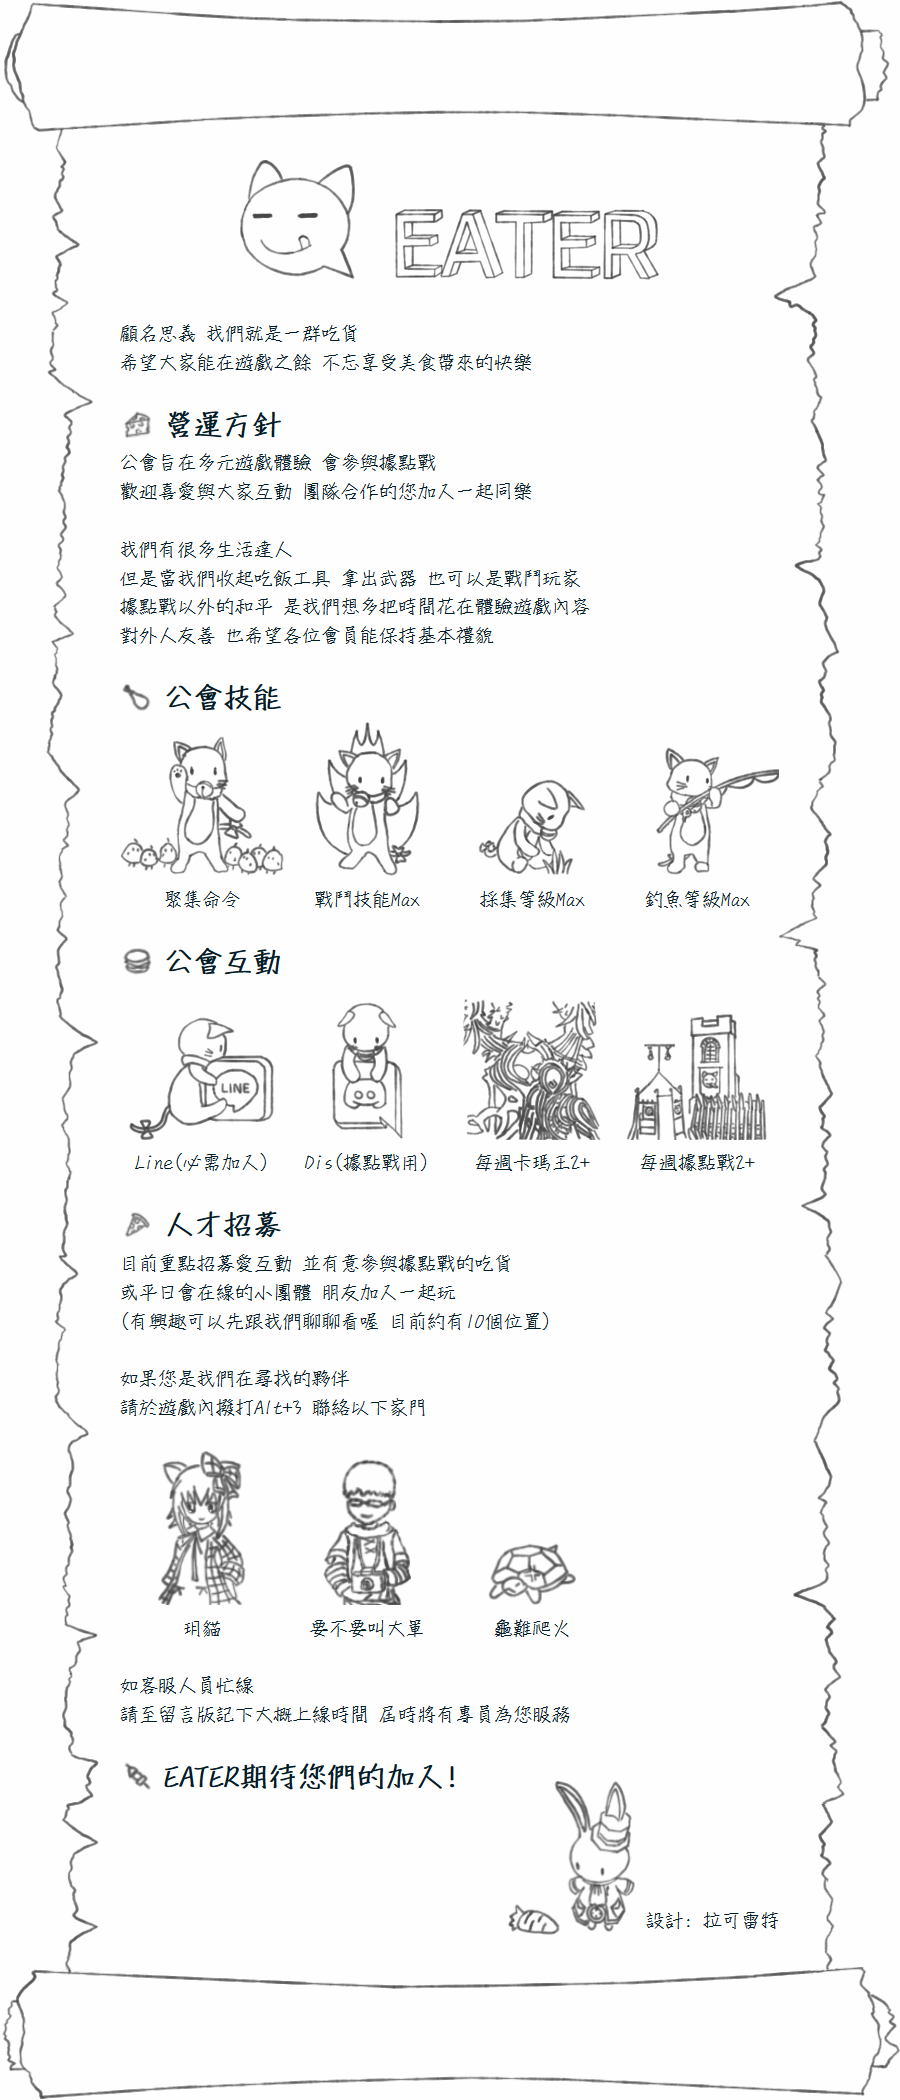 EATER
顧名思義 我們就是一群吃貨
希望大家能在遊戲之餘 不忘享受美食帶來的快樂
營運方針
公會旨在多元遊戲體驗 會參與據點戰
歡迎喜愛與大家互動 團隊合作的您加入一起同樂
我們有很多生活達人
但是當我們收起吃飯工具 拿出武器 也可以是戰鬥玩家
據點戰以外的和平 是我們想多把時間花在體驗遊戲內容
對外人友善 也希望各位會員能保持基本禮貌
公會技能
聚集命令 戰鬥技能Max 採集等級Max 釣魚等級Max
公會互動
LINE
Line(必需加入) Dis(據點戰用) 每週卡瑪王2+ 每週據點戰2+
人才招募
目前重點招募愛互動 並有意參與據點戰的吃貨
或平日會在線的小團體 朋友加入一起玩
(有興趣可以先跟我們聊聊看喔 目前約有10個位置)
如果您是我們在尋找的夥伴
請於遊戲內撥打Alt+3 聯絡以下家門
玥貓 要不要叫大單 龜難爬火
如客服人員忙線
請至留言版記下大概上線時間 屆時將有專員為您服務
EATER期待您們的加入!
設計: 拉可雷特